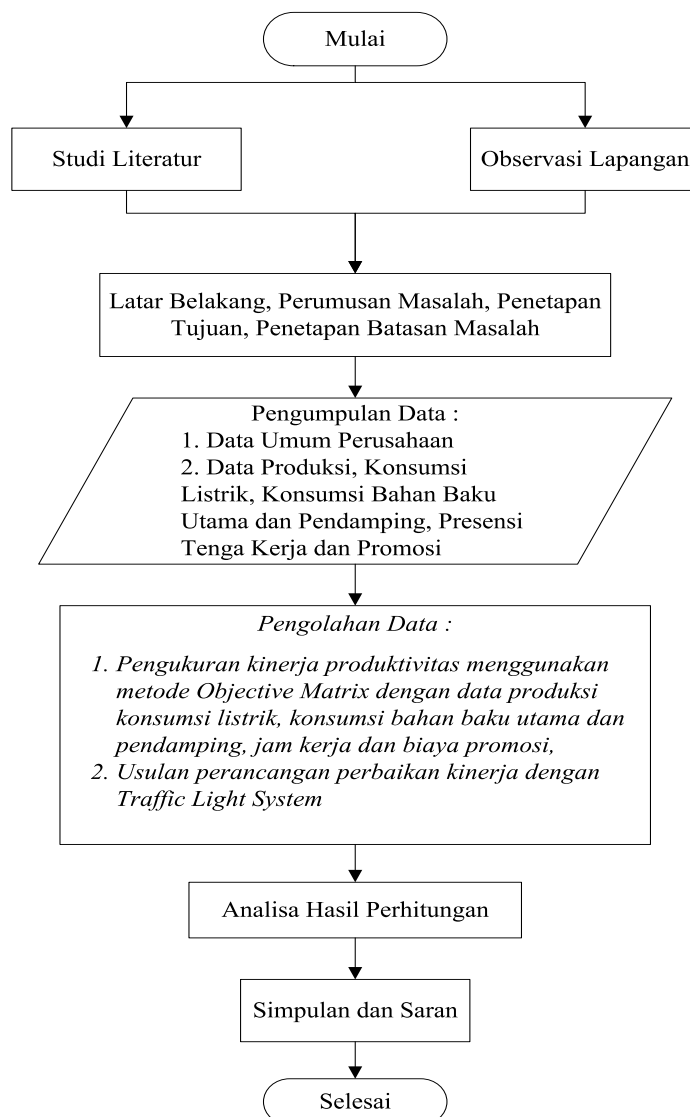 Mulai
Studi Literatur
Observasi Lapangan
Latar Belakang, Perumusan Masalah, Penetapan
Tujuan, Penetapan Batasan Masalah
Pengumpulan Data :
1. Data Umum Perusahaan
2. Data Produksi, Konsumsi
Listrik, Konsumsi Bahan Baku
Utama dan Pendamping, Presensi
Tenga Kerja dan Promosi
Pengolahan Data :
1. Pengukuran kinerja produktivitas menggunakan
metode Objective Matrix dengan data produksi
konsumsi listrik, konsumsi bahan baku utama dan
pendamping, jam kerja dan biaya promosi,
2. Usulan perancangan perbaikan kinerja dengan
Traffic Light System
Analisa Hasil Perhitungan
Simpulan dan Saran
Selesai